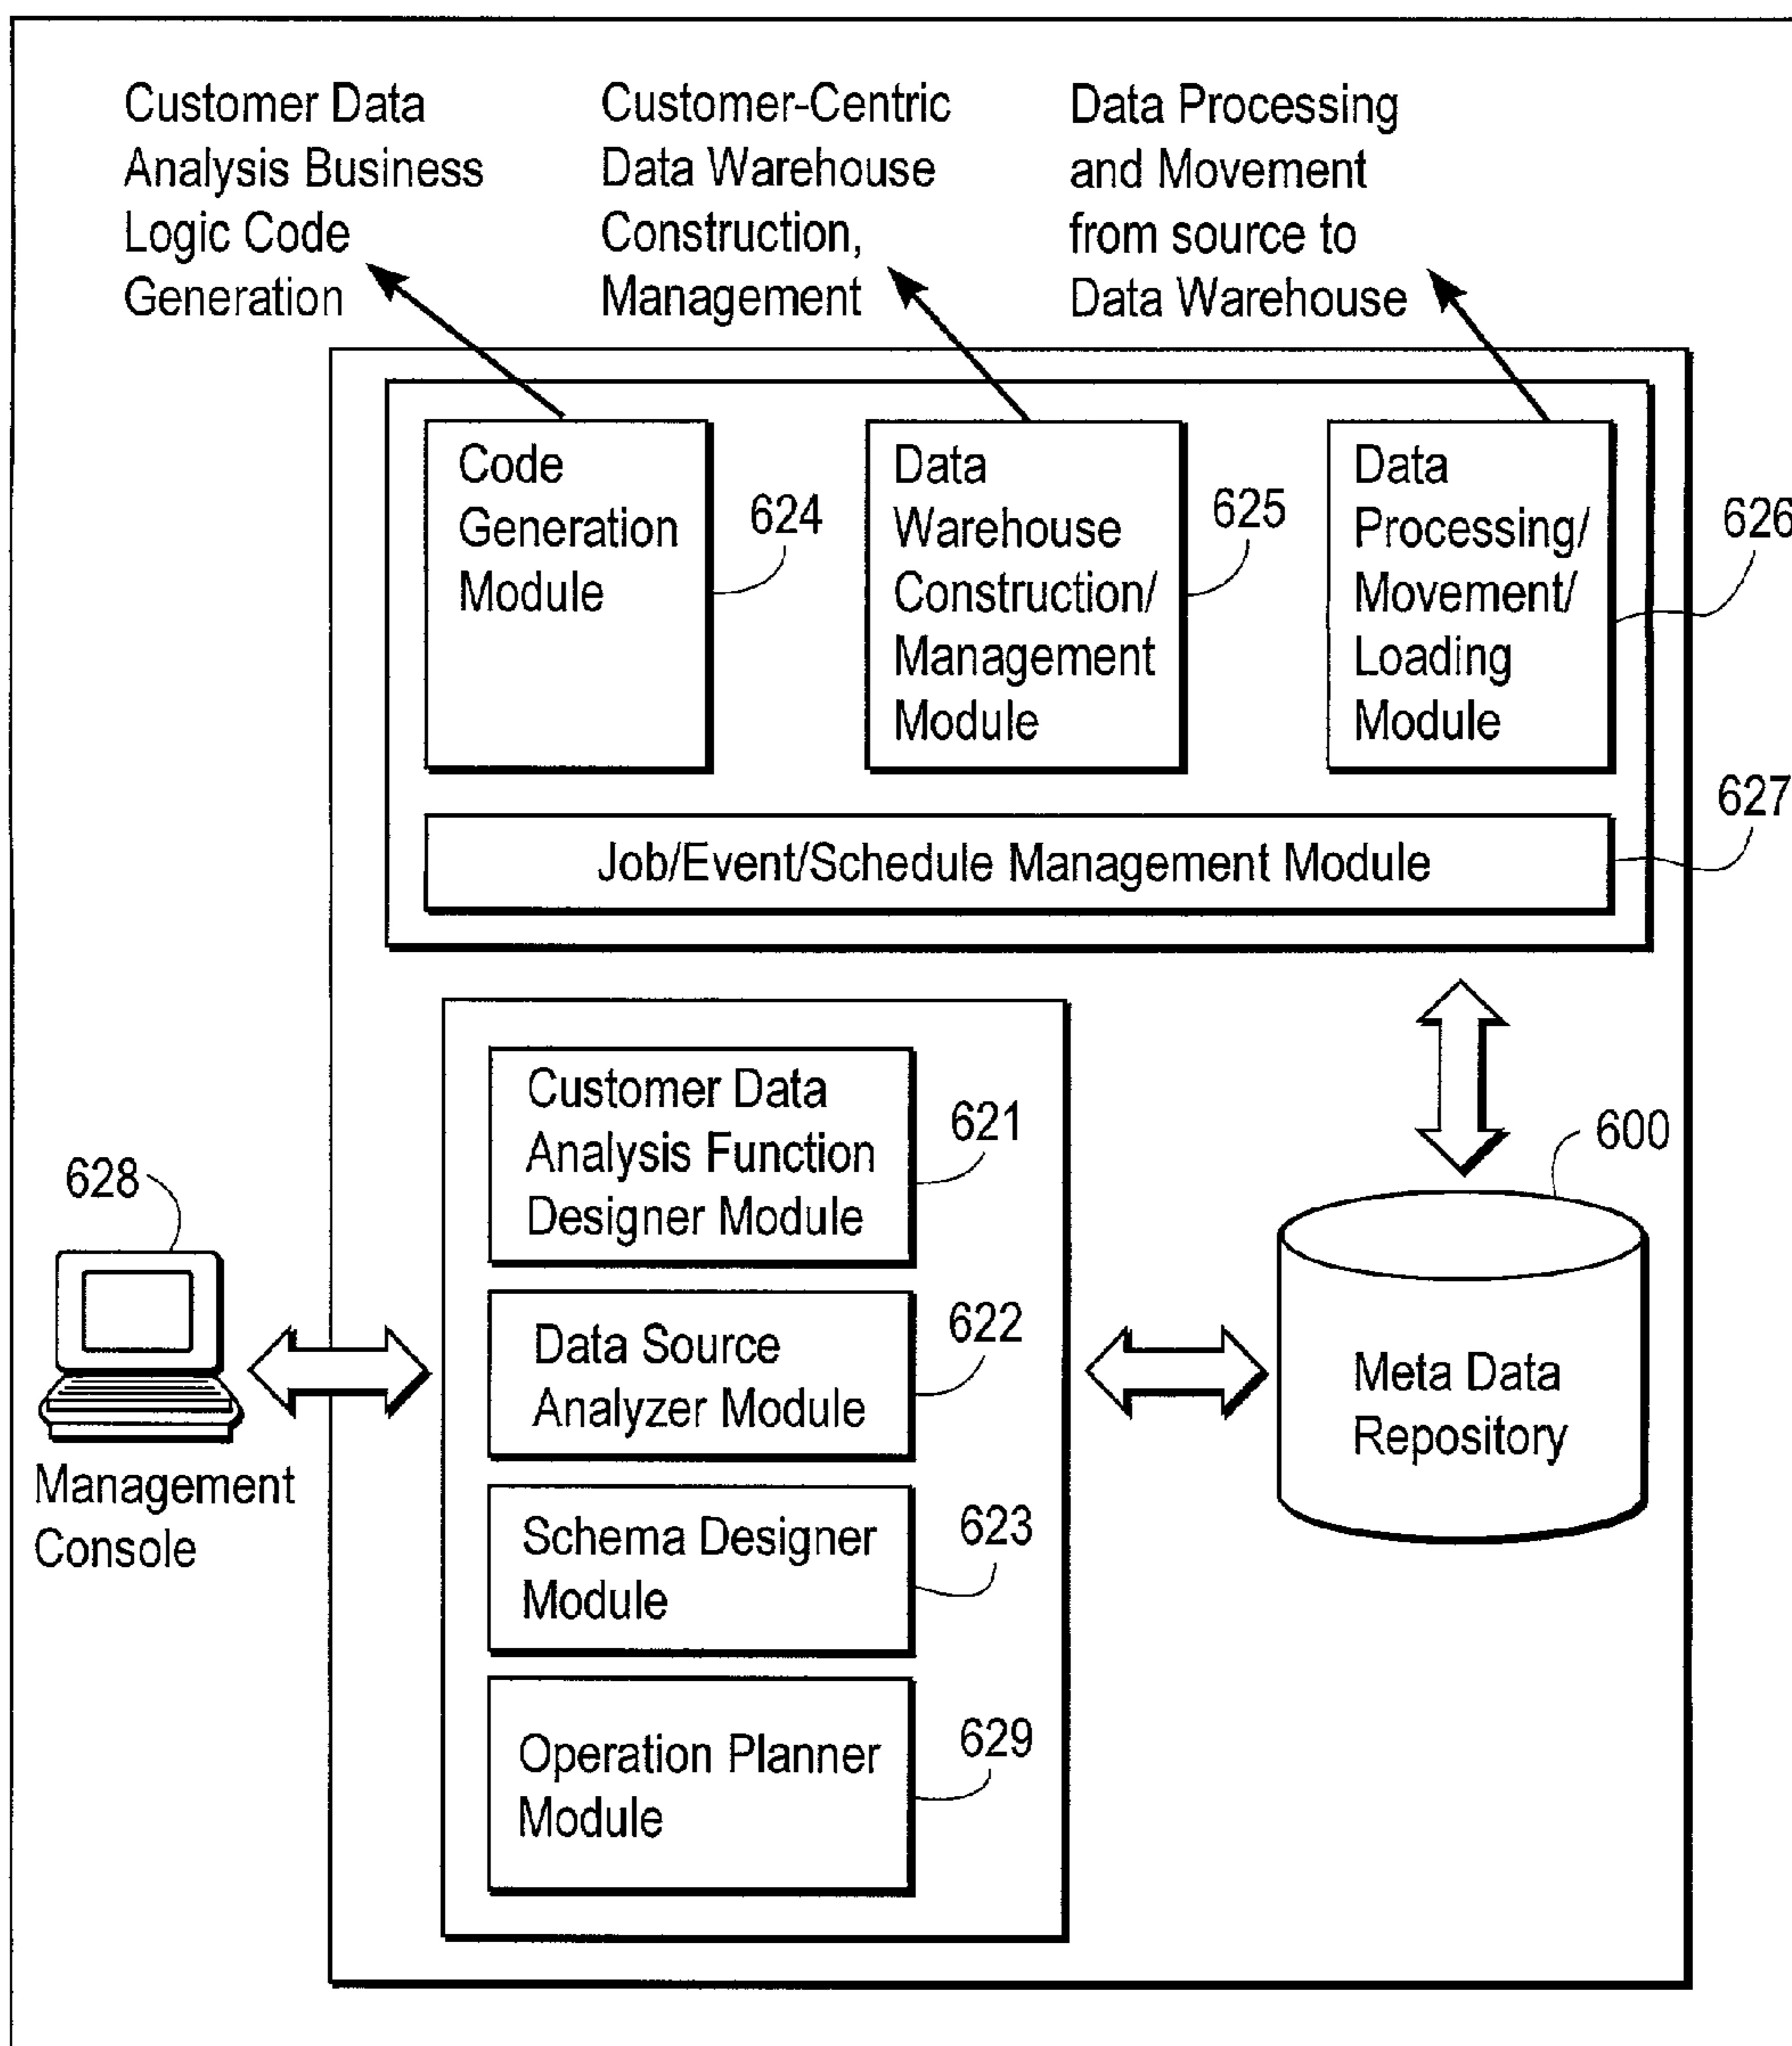 Customer Data
Analysis Business
Logic Code
Generation
Customer-Centric
Data Warehouse
Construction,
Management
Data Processing
and Movement
from source to
Data Warehouse
Code
Generation
Module
624
Data
Warehouse
Construction/
Management
Module
625
Data
Processing/
Movement/
Loading
Module
626
Job/Event/Schedule Management Module
627
Customer Data
Analysis Function
Designer Module
621
Data Source
Analyzer Module
622
Schema Designer
Module
623
Operation Planner
Module
629
628
Management
Console
600
Meta Data
Repository